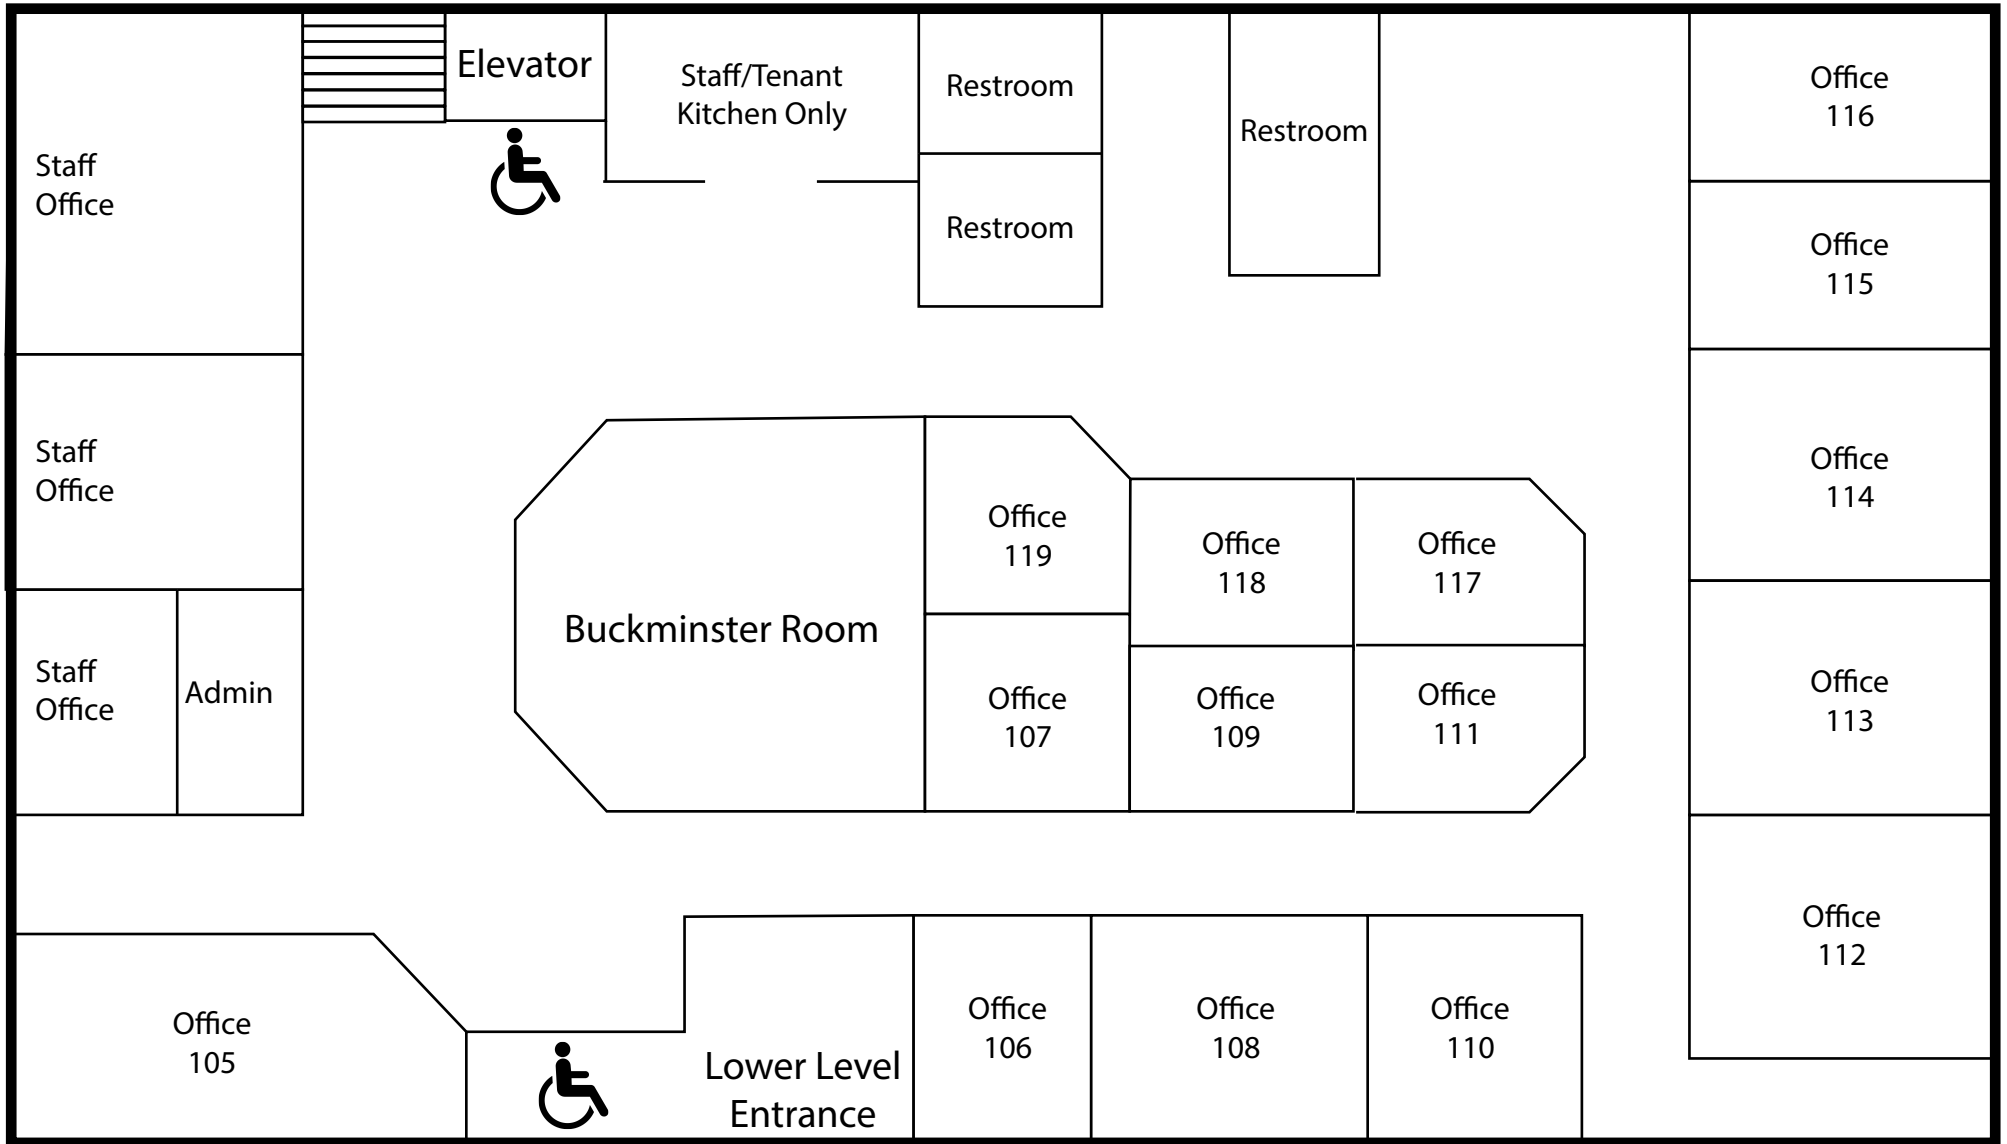 Elevator
Staff/Tenant
Kitchen Only
Restroom
Restroom
Restroom
Office
116
Staff
Office
Office
115
Staff
Office
Office
119
Office
118
Office
117
Office
114
Buckminster Room
Staff
Office
Admin
Office
107
Office
109
Office
111
Office
113
Office
105
Lower Level
Entrance
Office
106
Office
108
Office
110
Office
112